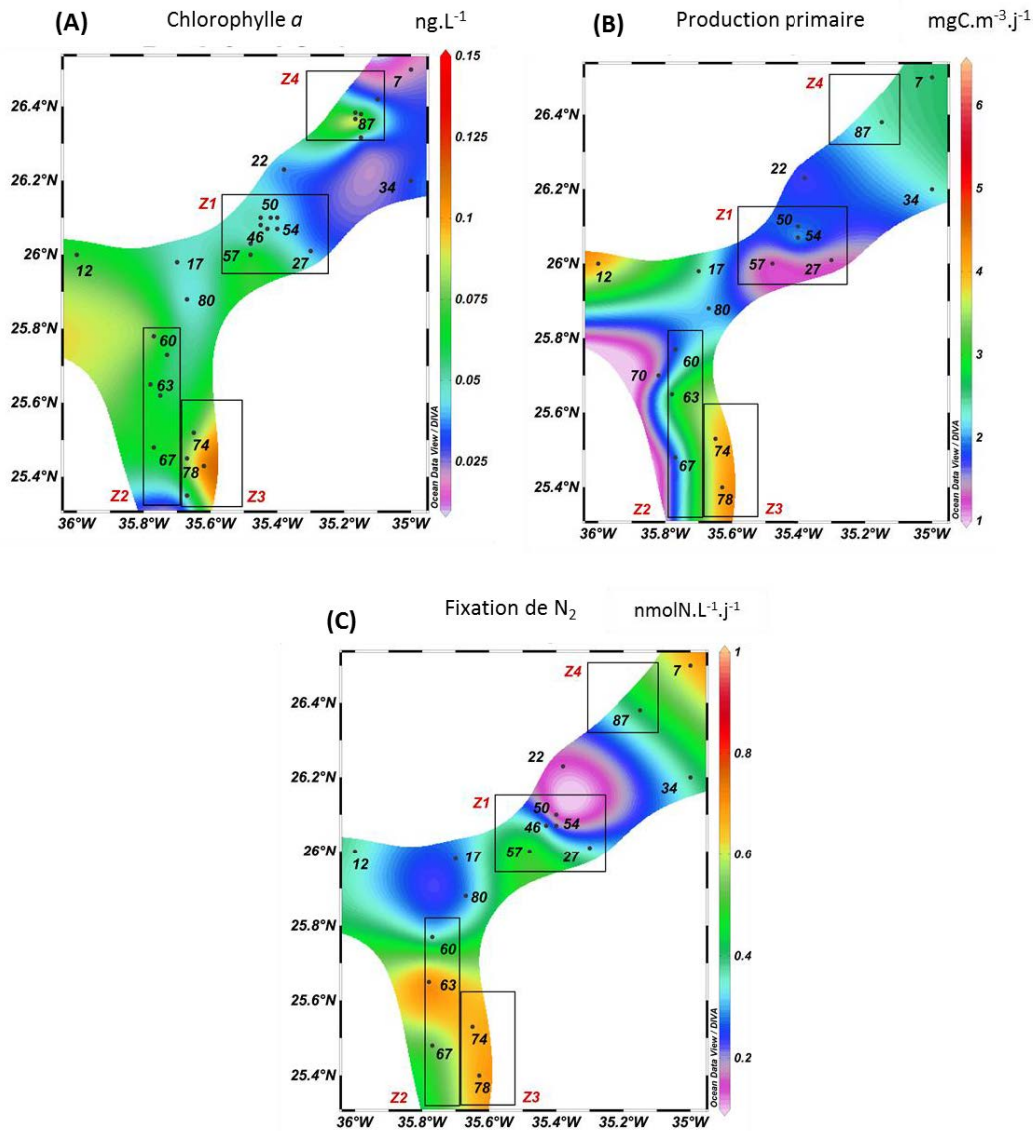 (A) Chlorophylle a ng.L-1
0.15
0.125
0.1
0.075
0.05
0.025
26.4°N
26.2°N
26°N
25.8°N
25.6°N
25.4°N
Z4
7
87
22
34
Z1
50
46
54
57
27
12
17
80
60
63
74
67
78
Z2
Z3
36°W 35.8°W 35.6°W 35.4°W 35.2°W 35°W
Ocean Data View / DIVA
(B) Production primaire mgC.m-3.j-1
6
5
4
3
2
1
26.4°N
26.2°N
26°N
25.8°N
25.6°N
25.4°N
Z4
7
87
22
34
Z1
50
54
57
27
12
17
80
60
70
63
74
67
78
Z2
Z3
36°W 35.8°W 35.6°W 35.4°W 35.2°W 35°W
Ocean Data View / DIVA
(C) Fixation de N2 nmolN.L-1.j-1
1
0.8
0.6
0.4
0.2
26.4°N
26.2°N
26°N
25.8°N
25.6°N
25.4°N
Z4
7
87
22
34
Z1
50
46
54
57
27
12
17
80
60
63
74
67
78
Z2
Z3
36°W 35.8°W 35.6°W 35.4°W 35.2°W 35°W
Ocean Data View / DIVA